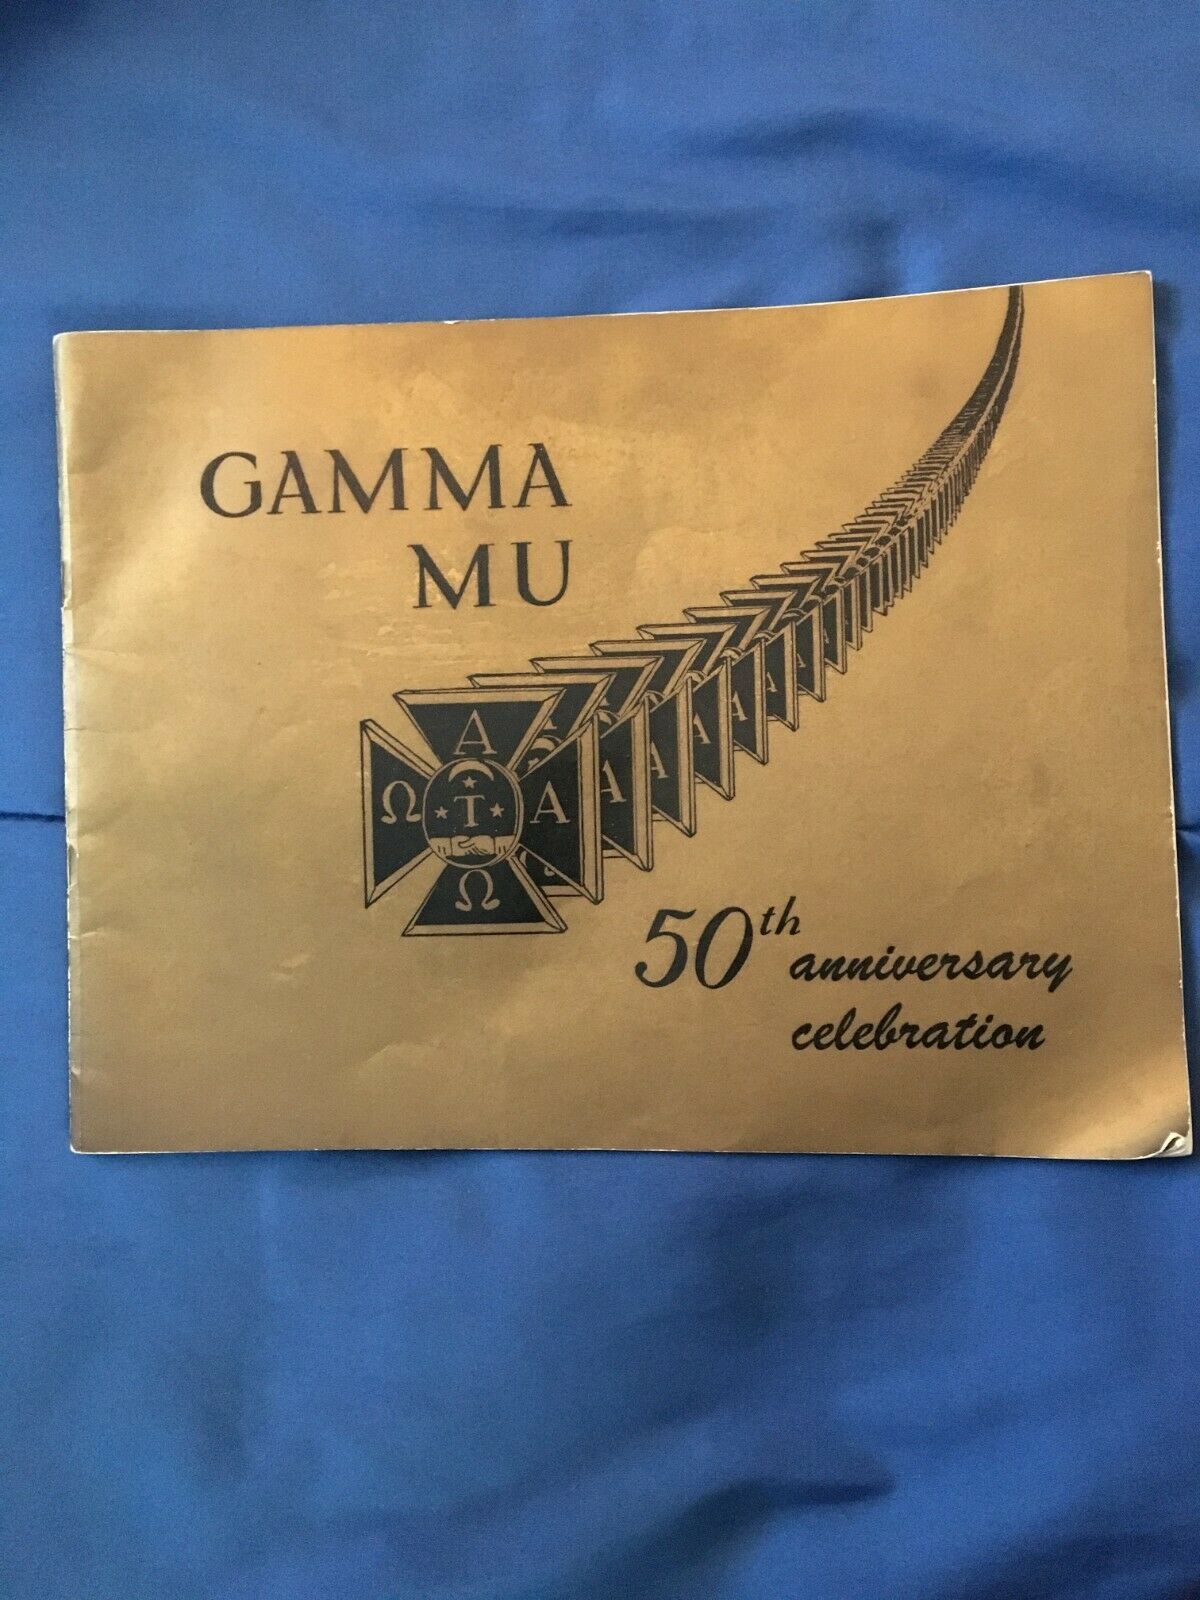 GAMMA
MU
Α
Ω Τ Α
Ω
Α Α Α Α Α Α
50th anniversary
celebration